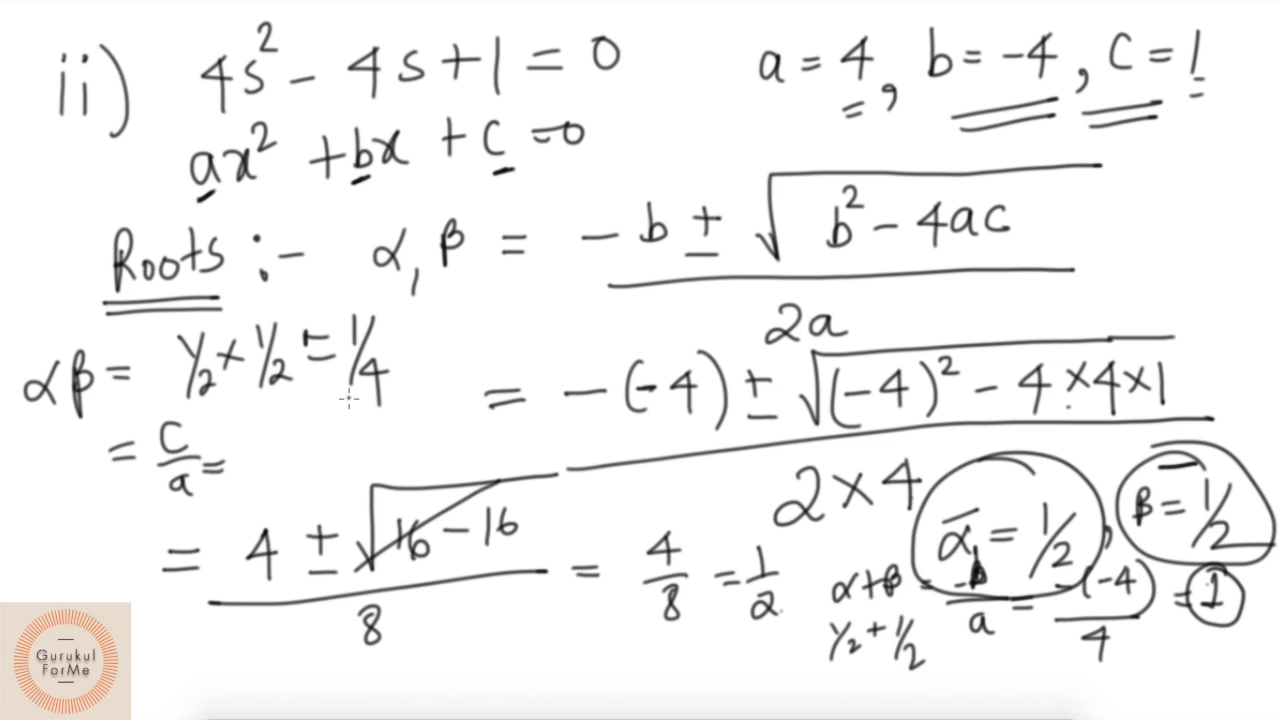 ii) 4s² - 4s + 1 = 0
a = 4, b = -4, c = 1
ax² + bx + c = 0
Roots :- α, β = (-b ± √(b² - 4ac)) / 2a
αβ = 1/2 × 1/2 = 1/4
= (-(-4) ± √((-4)² - 4 × 4 × 1)) / (2 × 4)
= c/a =
= (4 ± √(16 - 16)) / 8 = 4/8 = 1/2
α = 1/2, β = 1/2
α + β = -b/a = -(-4)/4 = 1
1/2 + 1/2
Gurukul
ForMe